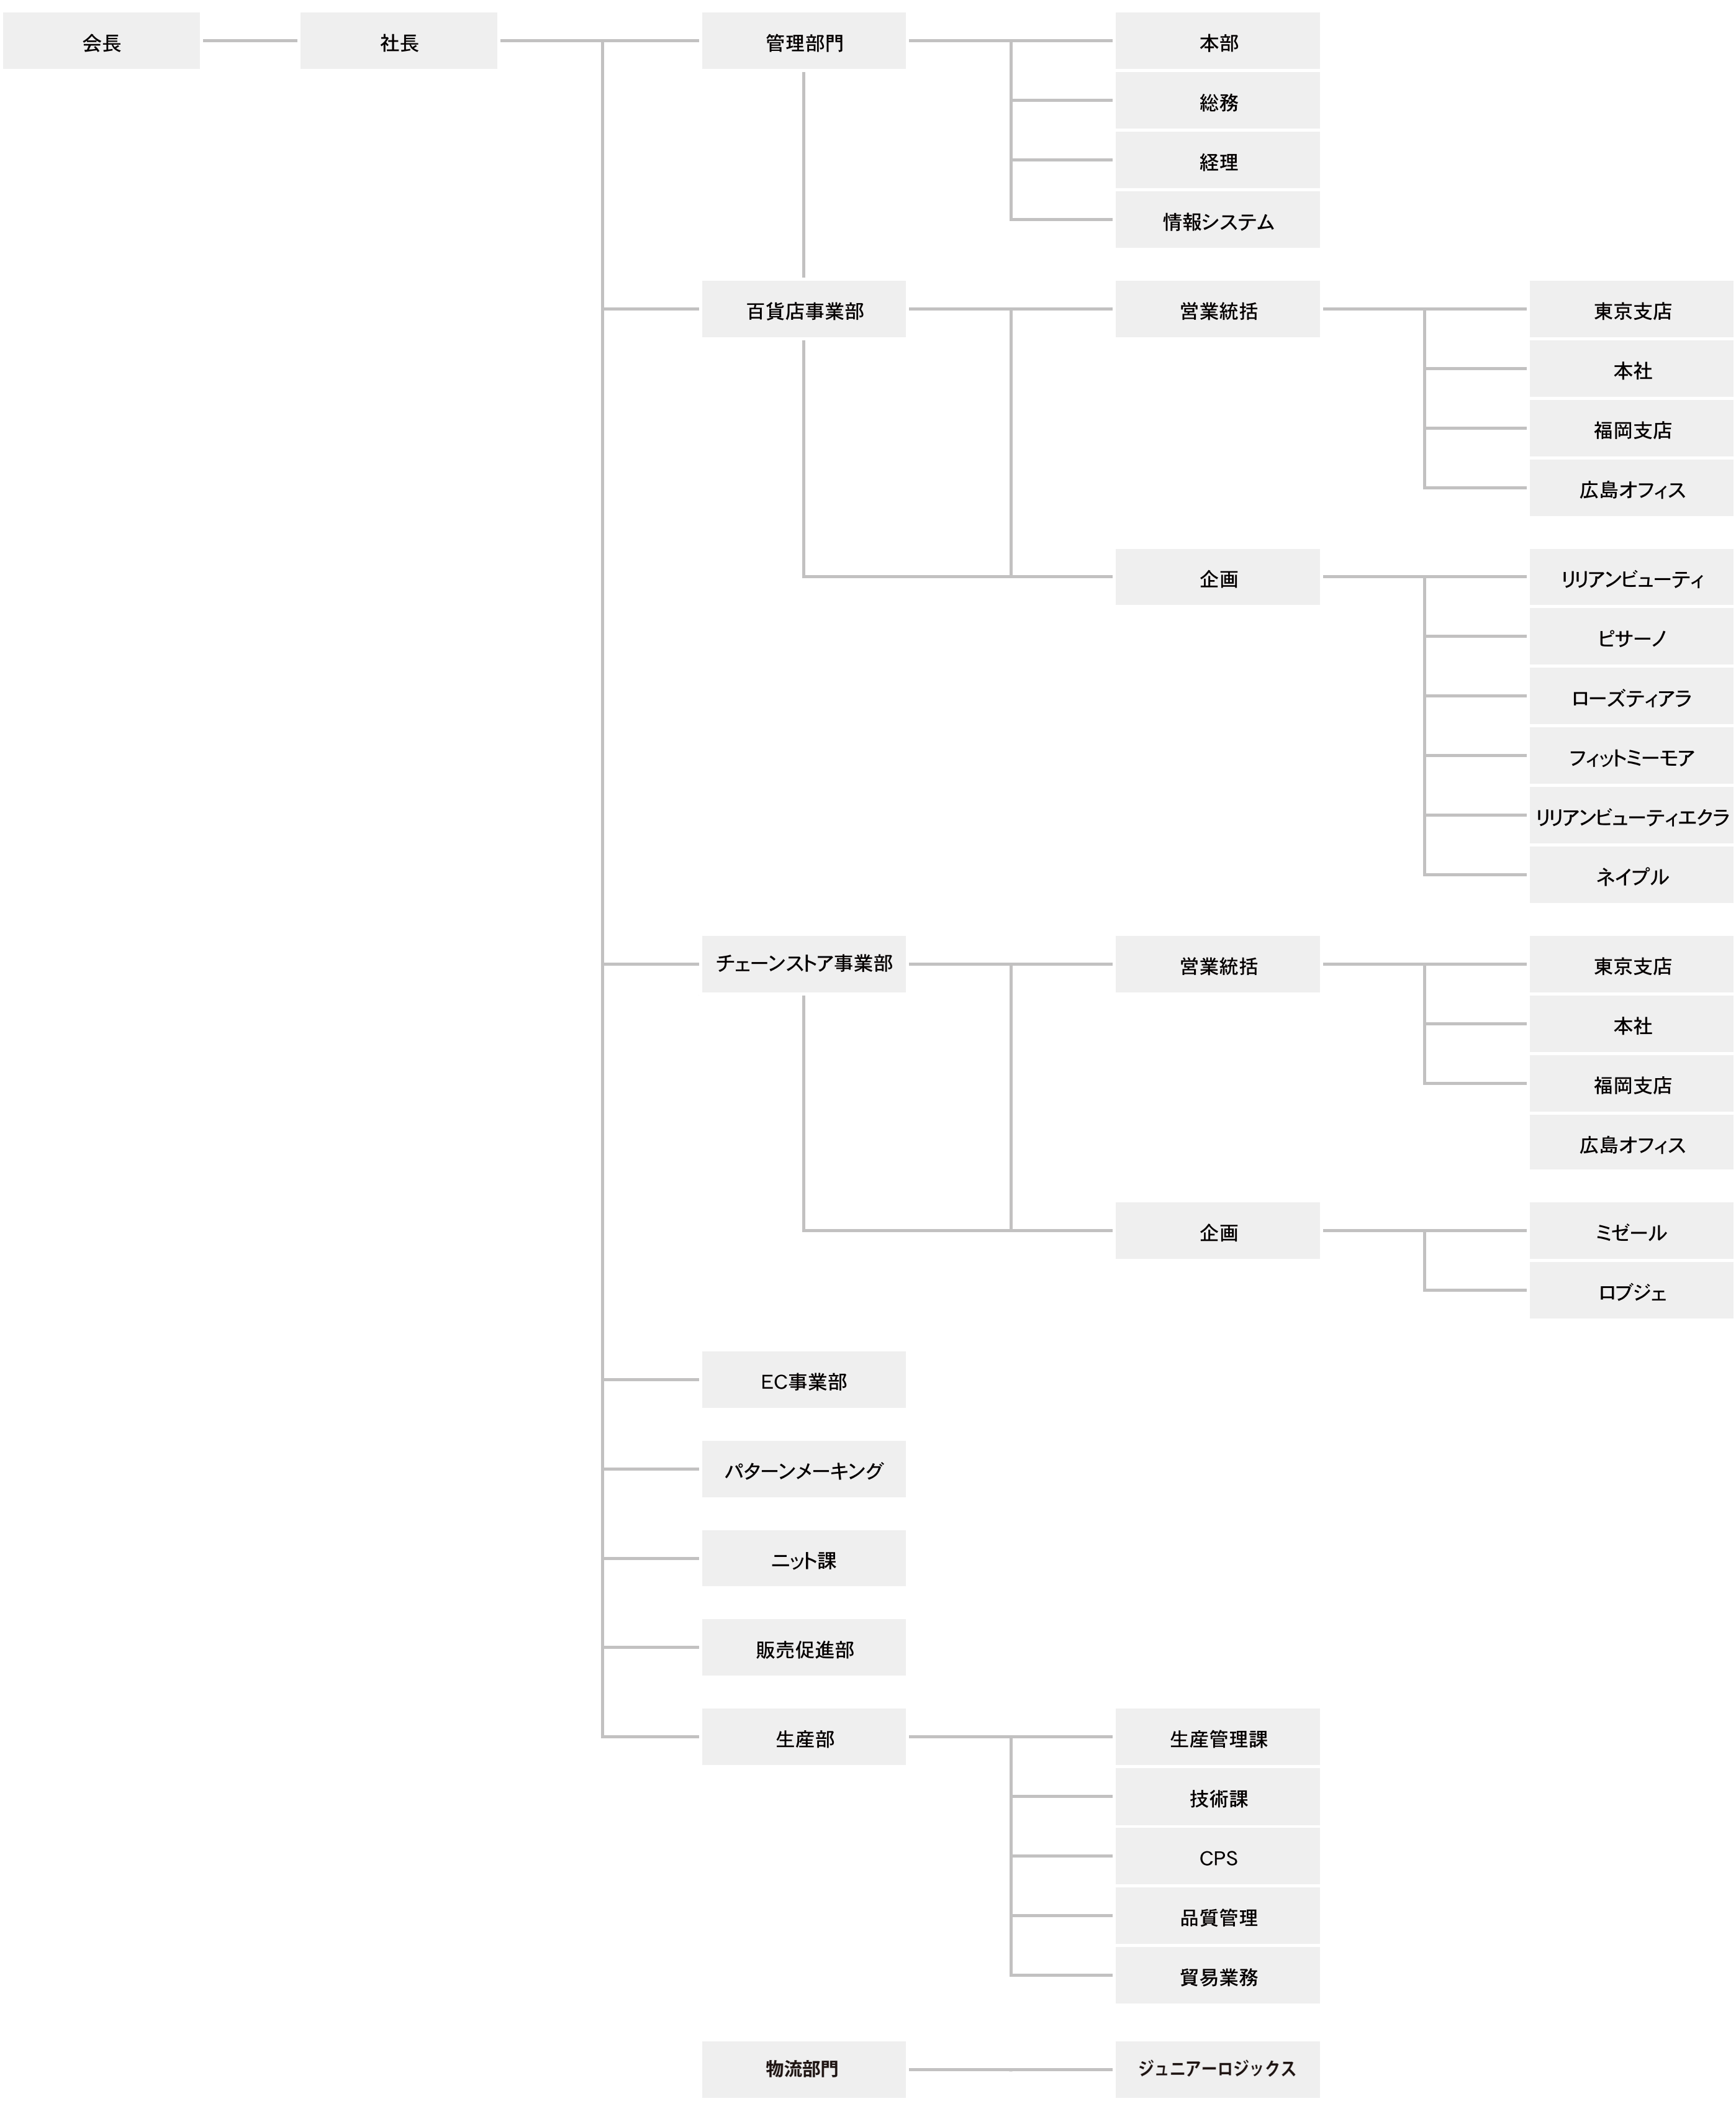 会長
社長
管理部門
本部
総務
経理
情報システム
百貨店事業部
営業統括
東京支店
本社
福岡支店
広島オフィス
企画
リリアンビューティ
ピサーノ
ローズティアラ
フィットミーモア
リリアンビューティエクラ
ネイプル
チェーンストア事業部
営業統括
東京支店
本社
福岡支店
広島オフィス
企画
ミゼール
ロブジェ
EC事業部
パターンメーキング
ニット課
販売促進部
生産部
生産管理課
技術課
CPS
品質管理
貿易業務
物流部門
ジュニアーロジックス